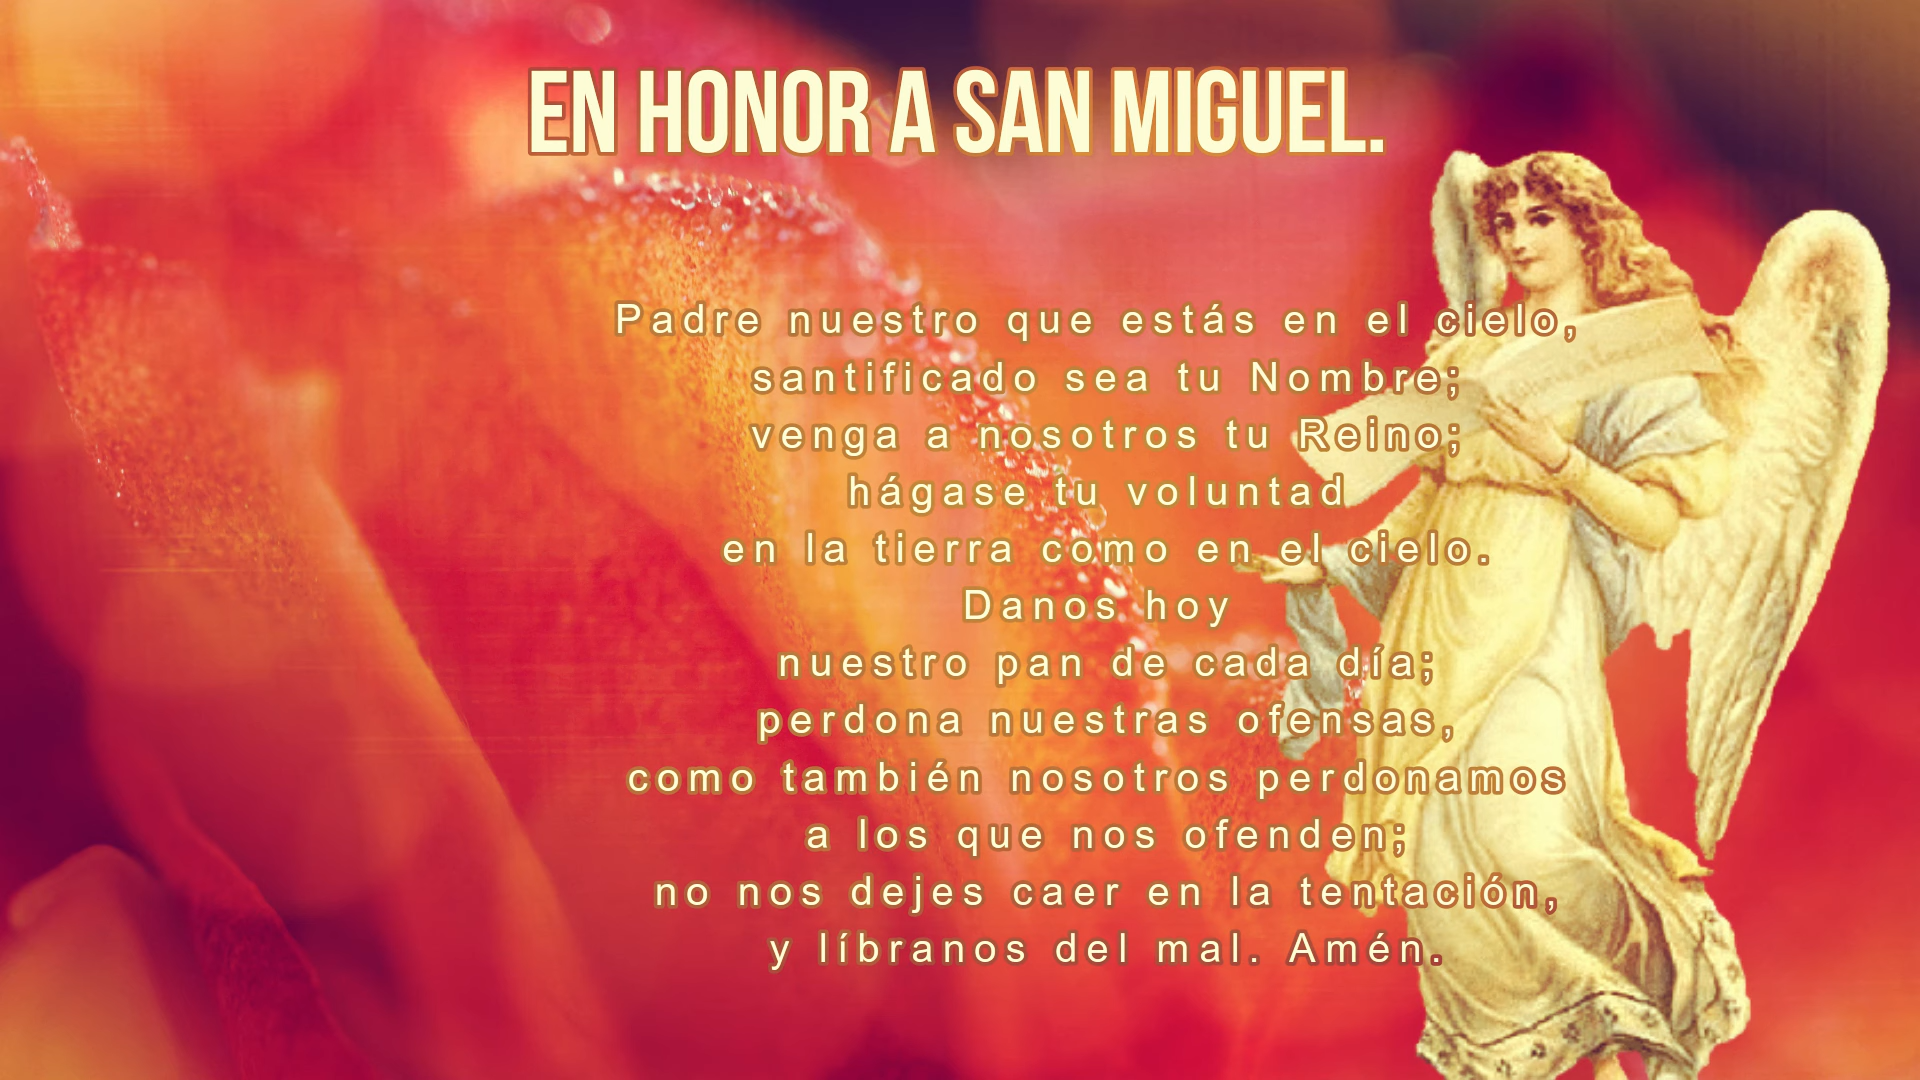 EN HONOR A SAN MIGUEL.
Padre nuestro que estás en el cielo,
santificado sea tu Nombre;
venga a nosotros tu Reino;
hágase tu voluntad
en la tierra como en el cielo.
Danos hoy
nuestro pan de cada día;
perdona nuestras ofensas,
como también nosotros perdonamos
a los que nos ofenden;
no nos dejes caer en la tentación,
y líbranos del mal. Amén.